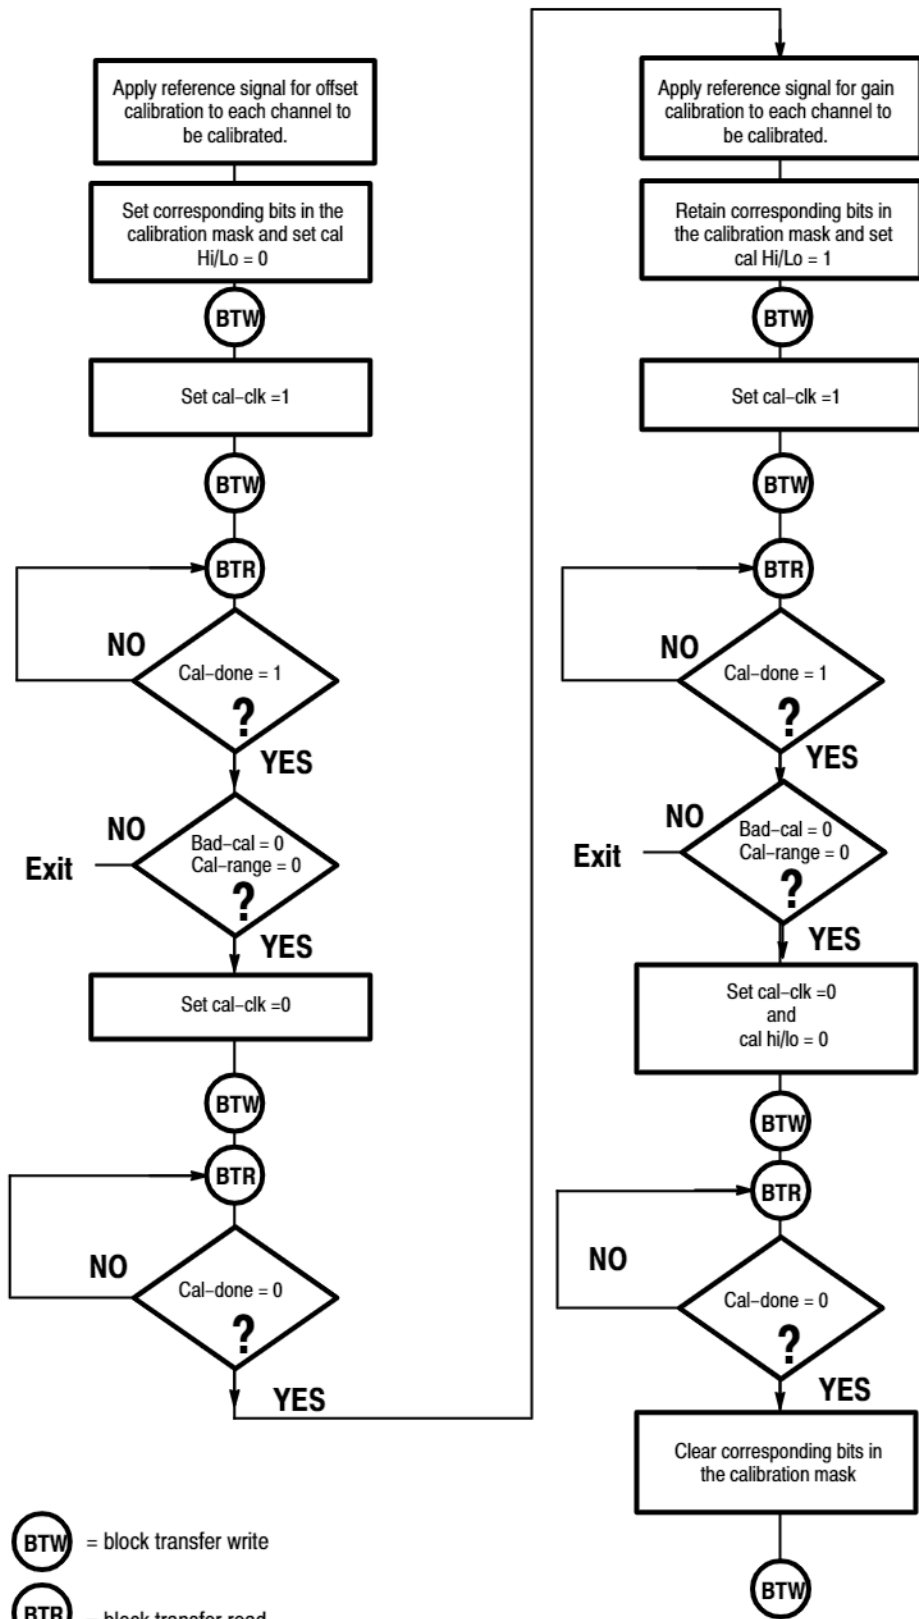 Apply reference signal for offset
calibration to each channel to
be calibrated.
Set corresponding bits in the
calibration mask and set cal
Hi/Lo = 0
BTW
Set cal–clk =1
BTW
BTR
NO
Cal–done = 1
?
YES
NO
Bad–cal = 0
Cal–range = 0
Exit
?
YES
Set cal–clk =0
BTW
BTR
NO
Cal–done = 0
?
YES
Apply reference signal for gain
calibration to each channel to
be calibrated.
Retain corresponding bits in
the calibration mask and set
cal Hi/Lo = 1
BTW
Set cal–clk =1
BTW
BTR
NO
Cal–done = 1
?
YES
NO
Bad–cal = 0
Cal–range = 0
Exit
?
YES
Set cal–clk =0
and
cal hi/lo = 0
BTW
BTR
NO
Cal–done = 0
?
YES
Clear corresponding bits in
the calibration mask
BTW
BTW = block transfer write
BTR = block transfer read